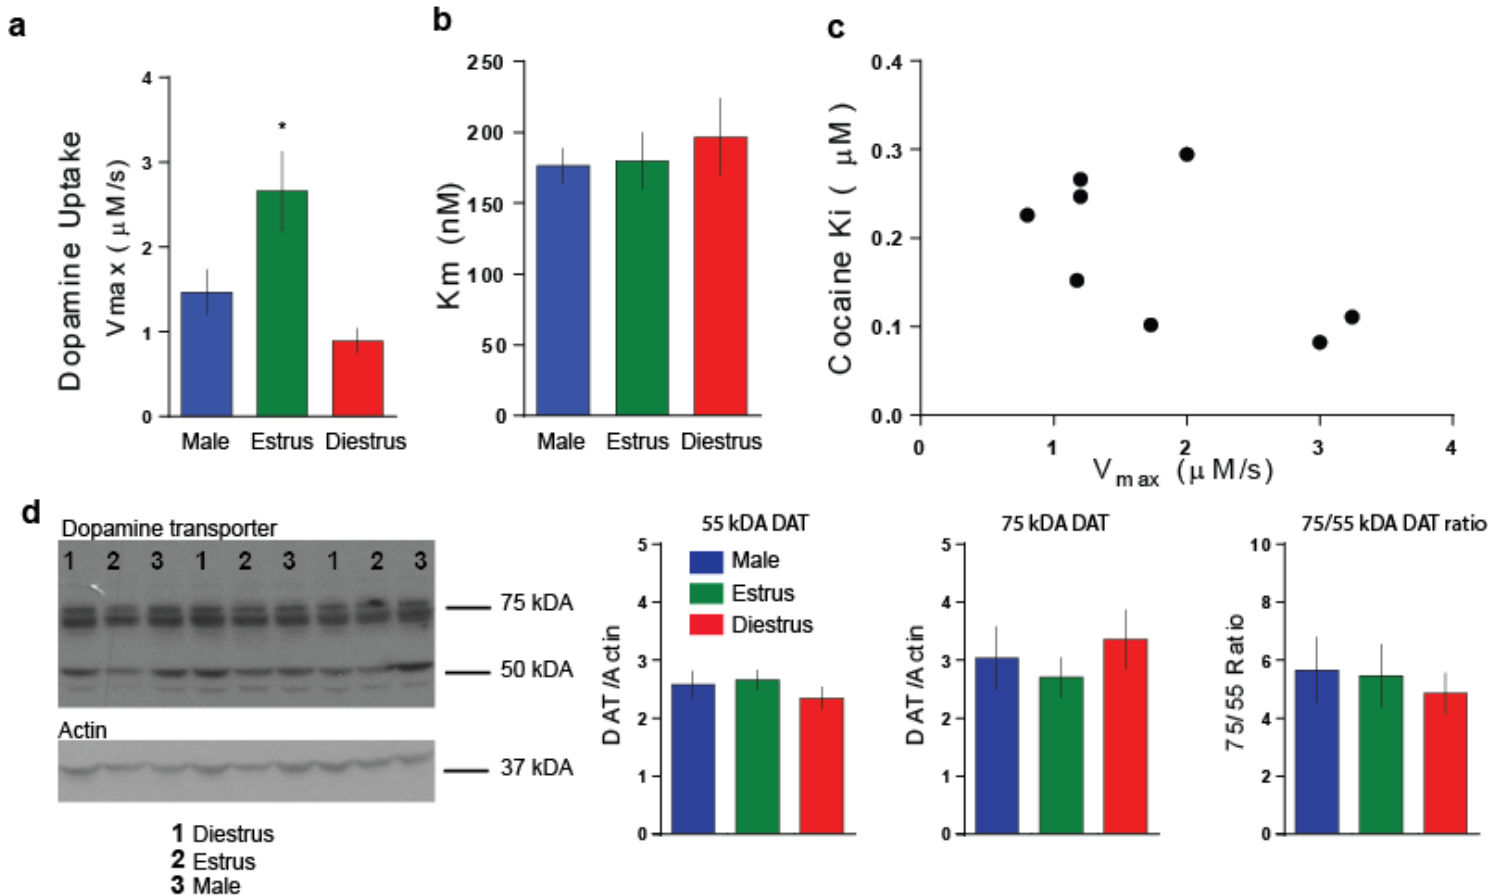 a
Dopamine Uptake
Vmax ( μM/s)
4
3
2
1
0
*
Male Estrus Diestrus
b
Km (nM)
250
200
150
100
50
0
Male Estrus Diestrus
c
Cocaine Ki ( μM)
0.4
0.3
0.2
0.1
0.0
0 1 2 3 4
Vmax (μM/s)
d
Dopamine transporter
1 2 3 1 2 3 1 2 3
75 kDA
50 kDA
Actin
37 kDA
1 Diestrus
2 Estrus
3 Male
55 kDA DAT
DAT/Actin
5
4
3
2
1
0
Male
Estrus
Diestrus
75 kDA DAT
DAT/Actin
5
4
3
2
1
0
75/55 kDA DAT ratio
75/55 Ratio
10
8
6
4
2
0